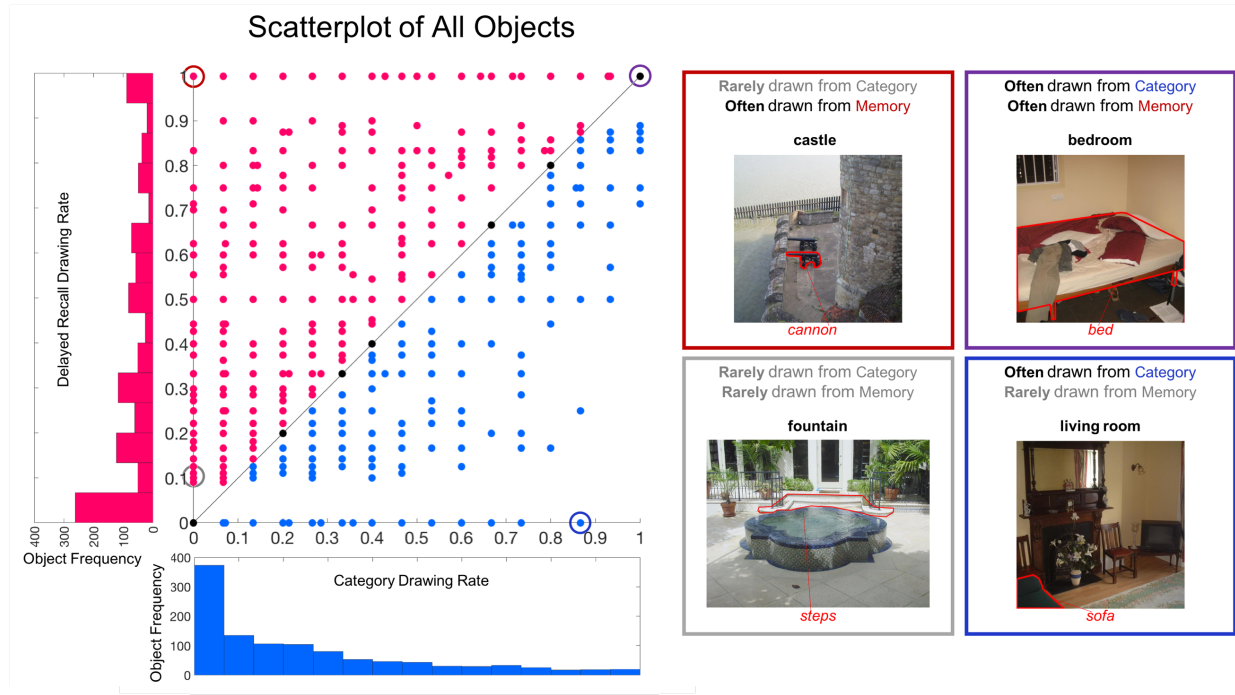 Scatterplot of All Objects
Delayed Recall Drawing Rate
1
0.9
0.8
0.7
0.6
0.5
0.4
0.3
0.2
0.1
0
400
300
200
100
0
Object Frequency
0
0.1
0.2
0.3
0.4
0.5
0.6
0.7
0.8
0.9
1
Category Drawing Rate
Object Frequency
400
300
200
100
0
Rarely drawn from Category
Often drawn from Memory
castle
cannon
Often drawn from Category
Often drawn from Memory
bedroom
bed
Rarely drawn from Category
Rarely drawn from Memory
fountain
steps
Often drawn from Category
Rarely drawn from Memory
living room
sofa